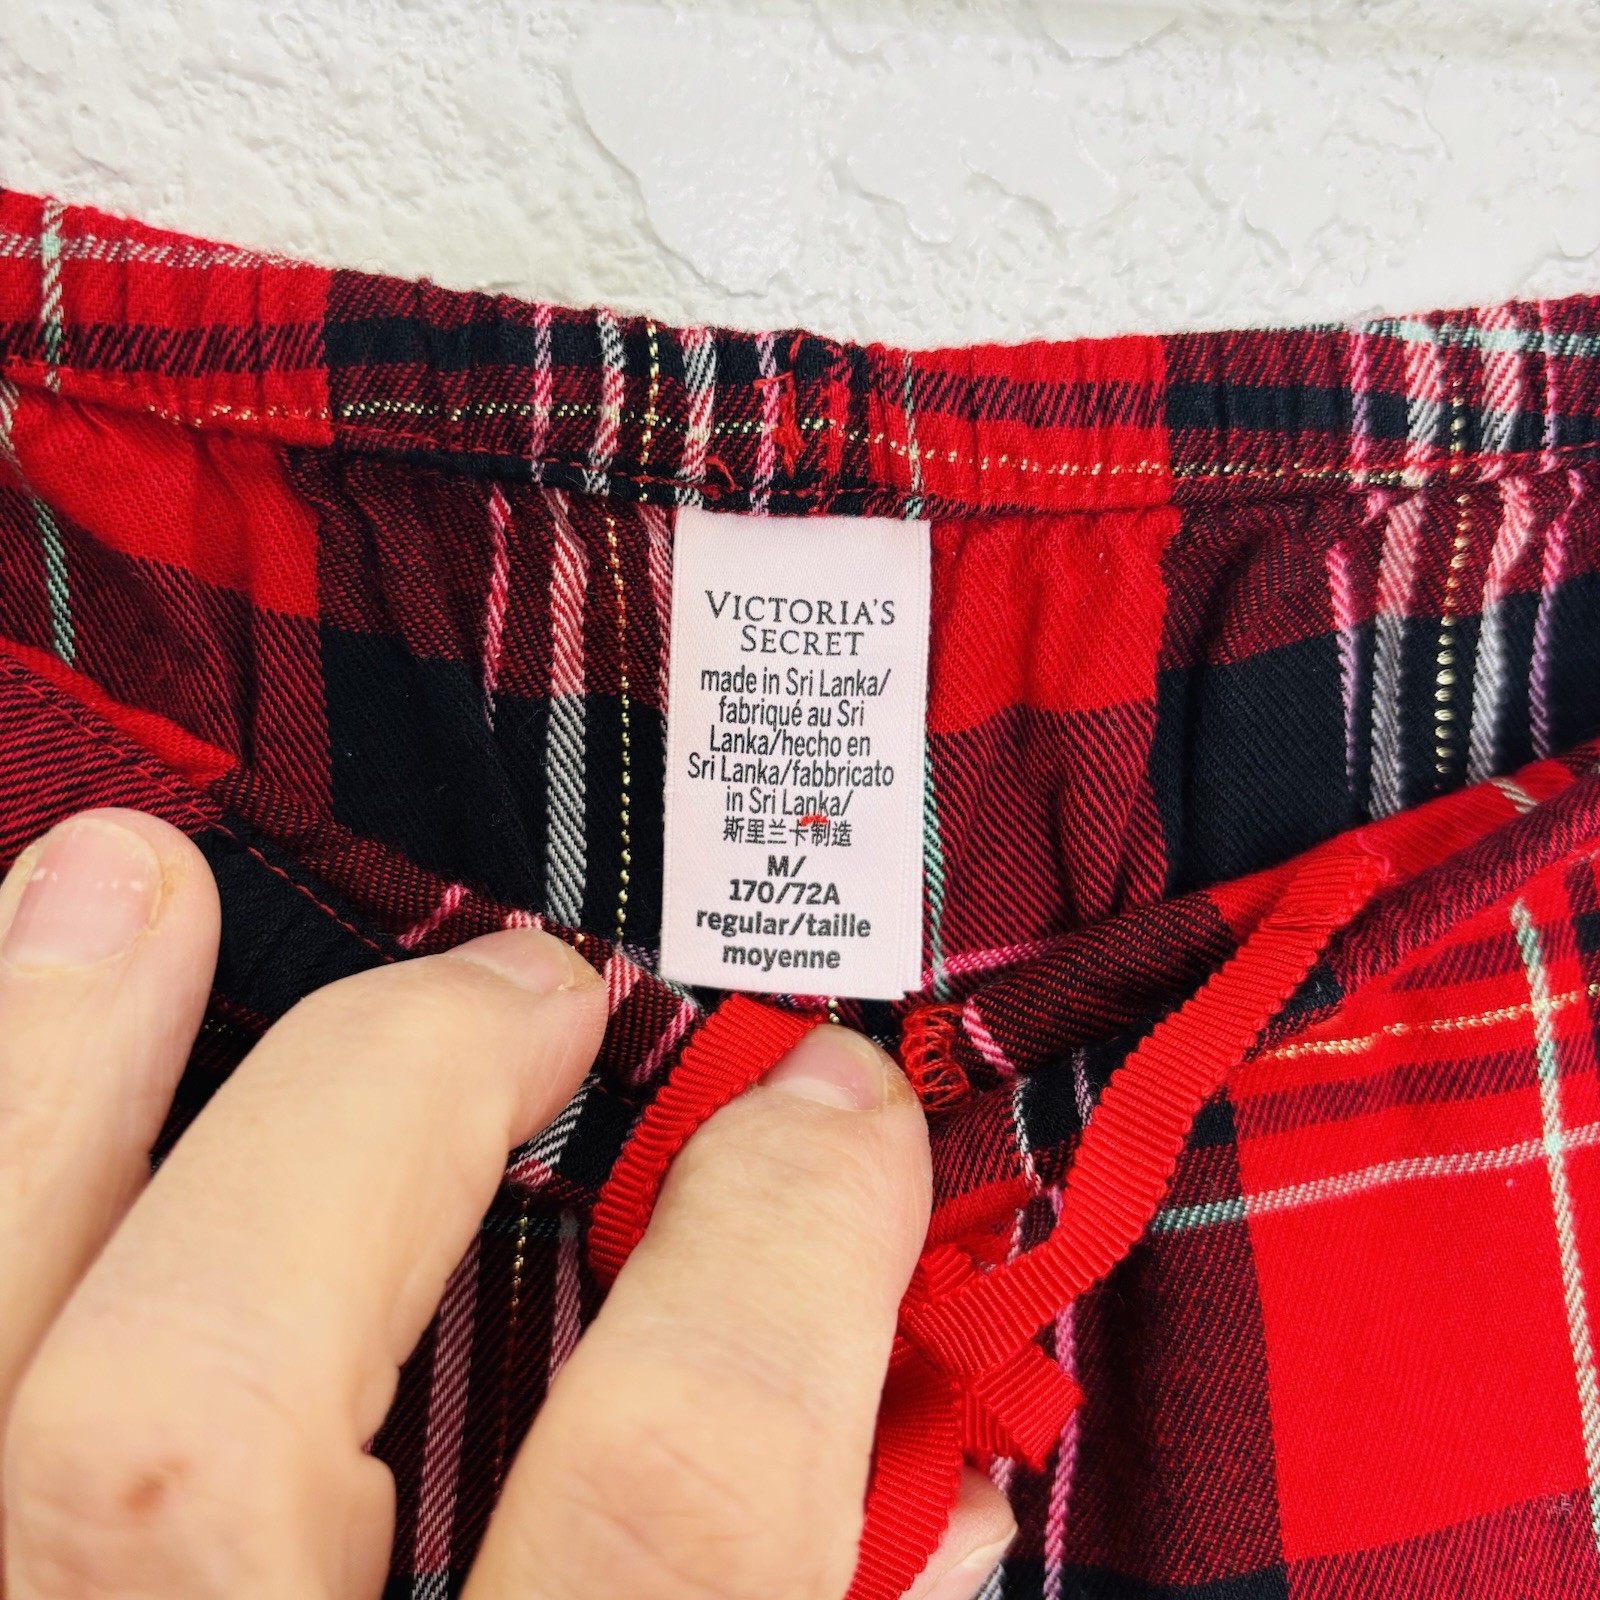 VICTORIA'S
SECRET
made in Sri Lanka/
fabriqué au Sri
Lanka/hecho en
Sri Lanka/fabbricato
in Sri Lanka/
斯里兰卡制造
M/
170/72A
regular/taille
moyenne